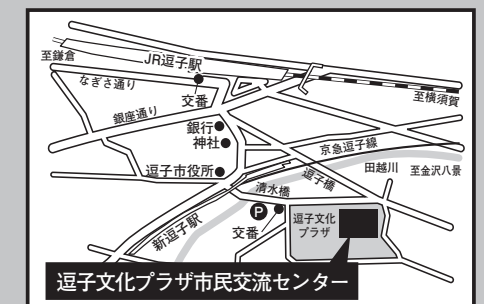 JR逗子駅
至鎌倉
なぎさ通り
交番
至横須賀
銀座通り
銀行
神社
京急逗子線
逗子市役所
田越川
至金沢八景
逗子橋
清水橋
新逗子駅
P
交番
逗子文化
プラザ
逗子文化プラザ市民交流センター